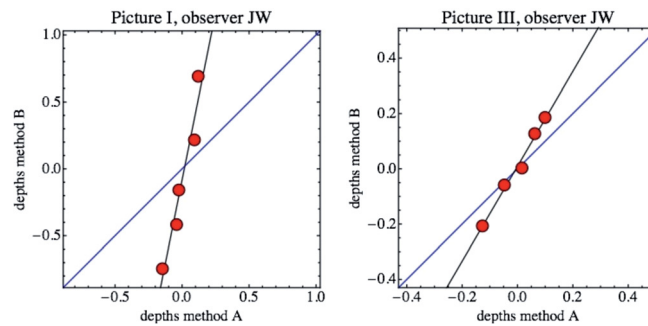 Picture I, observer JW
1.0
0.5
0.0
−0.5
−0.5 0.0 0.5 1.0
depths method B
depths method A
Picture III, observer JW
0.4
0.2
0.0
−0.2
−0.4
−0.4 −0.2 0.0 0.2 0.4
depths method B
depths method A